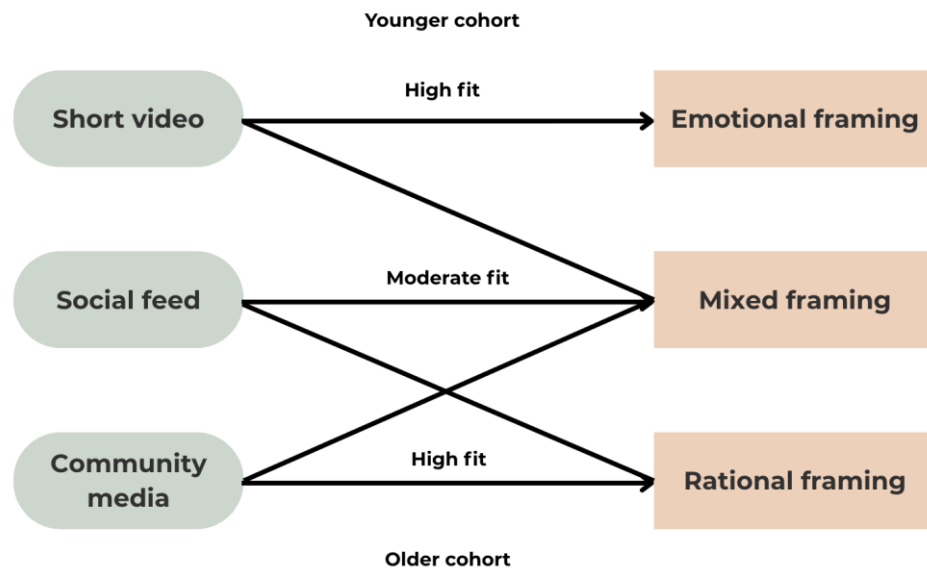 Younger cohort
High fit
Short video
Emotional framing
Moderate fit
Social feed
Mixed framing
Community
media
High fit
Rational framing
Older cohort